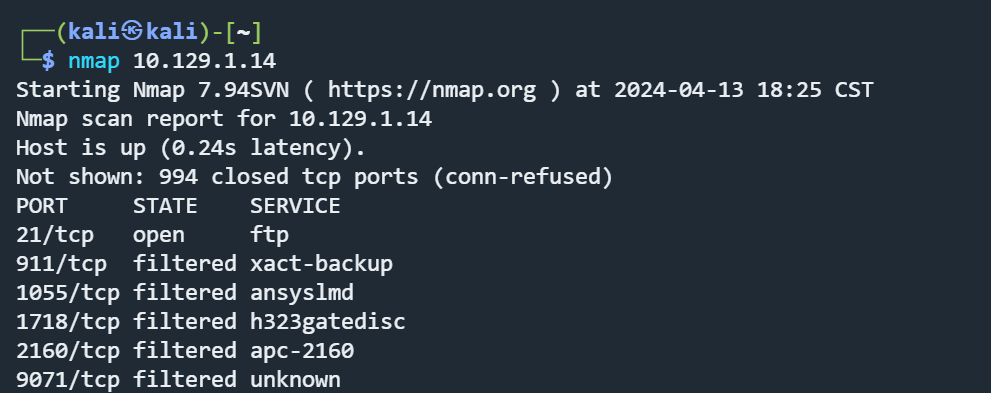 ┌──(kali㉿kali)-[~]
└─$ nmap 10.129.1.14
Starting Nmap 7.94SVN ( https://nmap.org ) at 2024-04-13 18:25 CST
Nmap scan report for 10.129.1.14
Host is up (0.24s latency).
Not shown: 994 closed tcp ports (conn-refused)
PORT     STATE    SERVICE
21/tcp   open     ftp
911/tcp  filtered xact-backup
1055/tcp filtered ansyslmd
1718/tcp filtered h323gatedisc
2160/tcp filtered apc-2160
9071/tcp filtered unknown